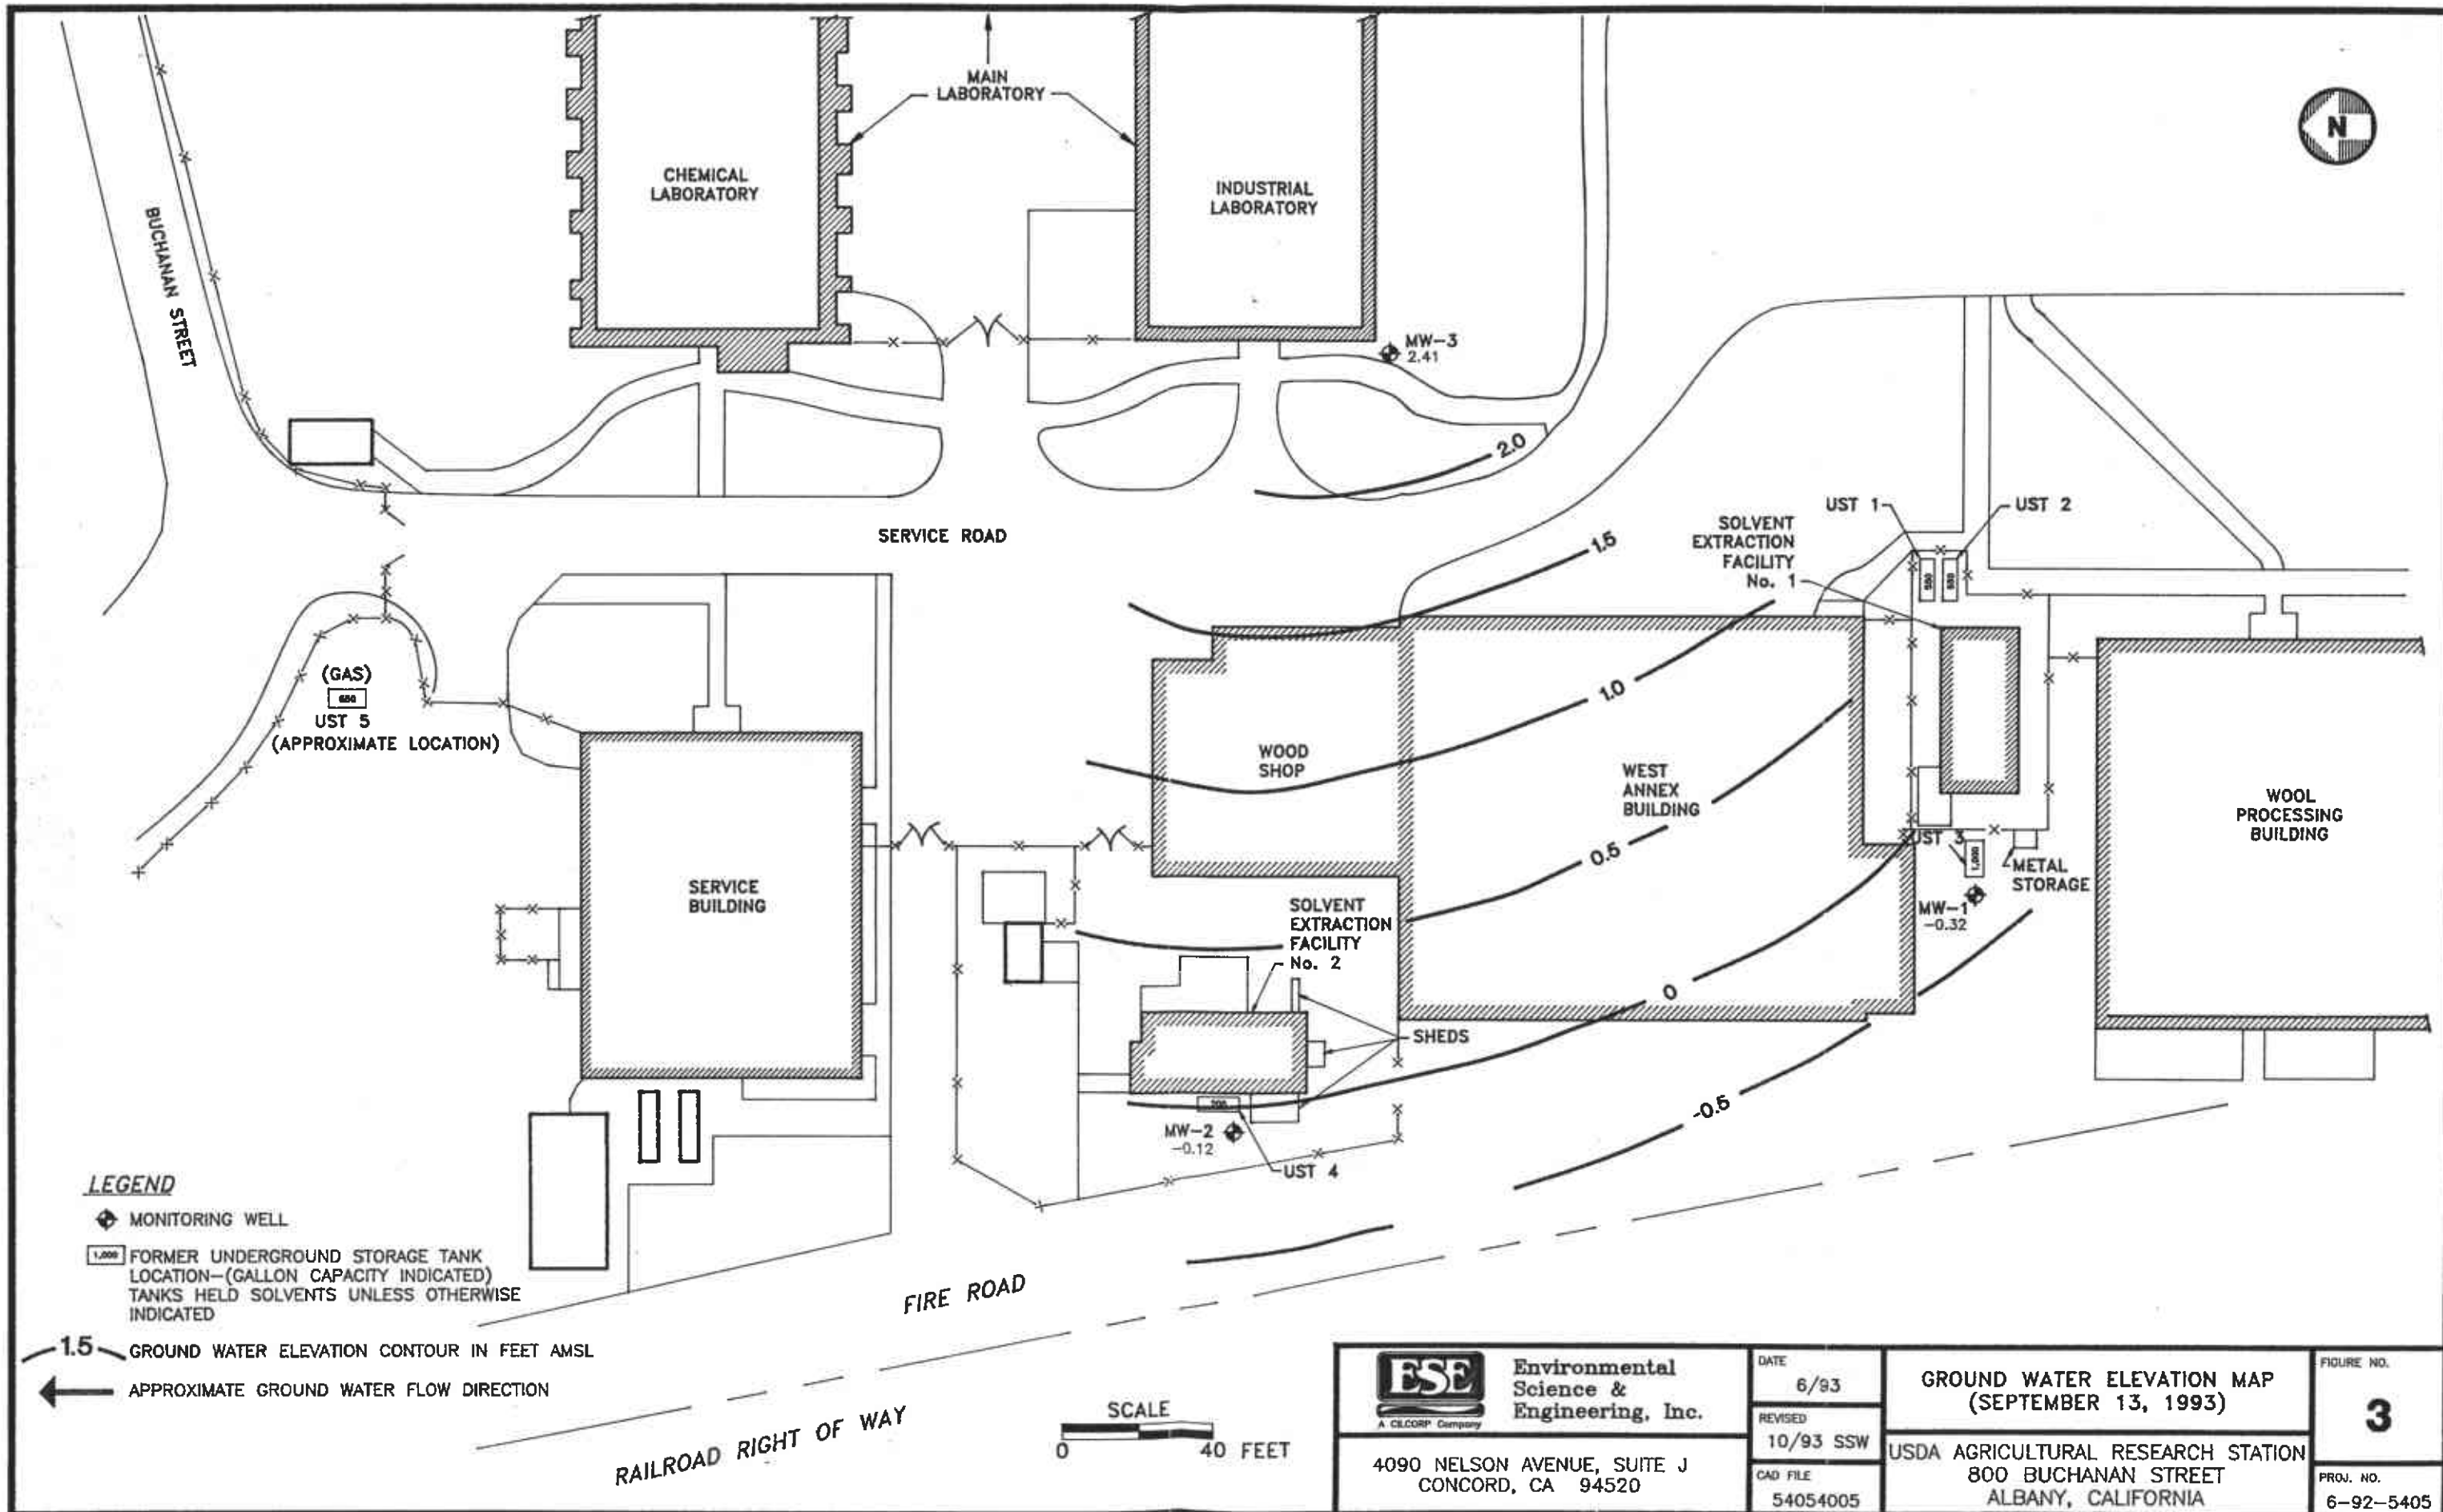 MAIN
LABORATORY
CHEMICAL
LABORATORY
INDUSTRIAL
LABORATORY
N
BUCHANAN STREET
MW-3
2.41
2.0
SERVICE ROAD
1.5
SOLVENT
EXTRACTION
FACILITY
No. 1
UST 1
UST 2
550
550
(GAS)
650
UST 5
(APPROXIMATE LOCATION)
1.0
WOOD
SHOP
WEST
ANNEX
BUILDING
0.5
WOOL
PROCESSING
BUILDING
UST 3
1,000
METAL
STORAGE
MW-1
-0.32
SERVICE
BUILDING
SOLVENT
EXTRACTION
FACILITY
No. 2
0
SHEDS
-0.5
200
MW-2
-0.12
UST 4
LEGEND
MONITORING WELL
1,000
FORMER UNDERGROUND STORAGE TANK
LOCATION-(GALLON CAPACITY INDICATED)
TANKS HELD SOLVENTS UNLESS OTHERWISE
INDICATED
1.5
GROUND WATER ELEVATION CONTOUR IN FEET AMSL
APPROXIMATE GROUND WATER FLOW DIRECTION
FIRE ROAD
RAILROAD RIGHT OF WAY
SCALE
0 40 FEET
ESE
A CILCORP Company
Environmental
Science &
Engineering, Inc.
4090 NELSON AVENUE, SUITE J
CONCORD, CA 94520
DATE
6/93
REVISED
10/93 SSW
CAD FILE
54054005
GROUND WATER ELEVATION MAP
(SEPTEMBER 13, 1993)
USDA AGRICULTURAL RESEARCH STATION
800 BUCHANAN STREET
ALBANY, CALIFORNIA
FIGURE NO.
3
PROJ. NO.
6-92-5405